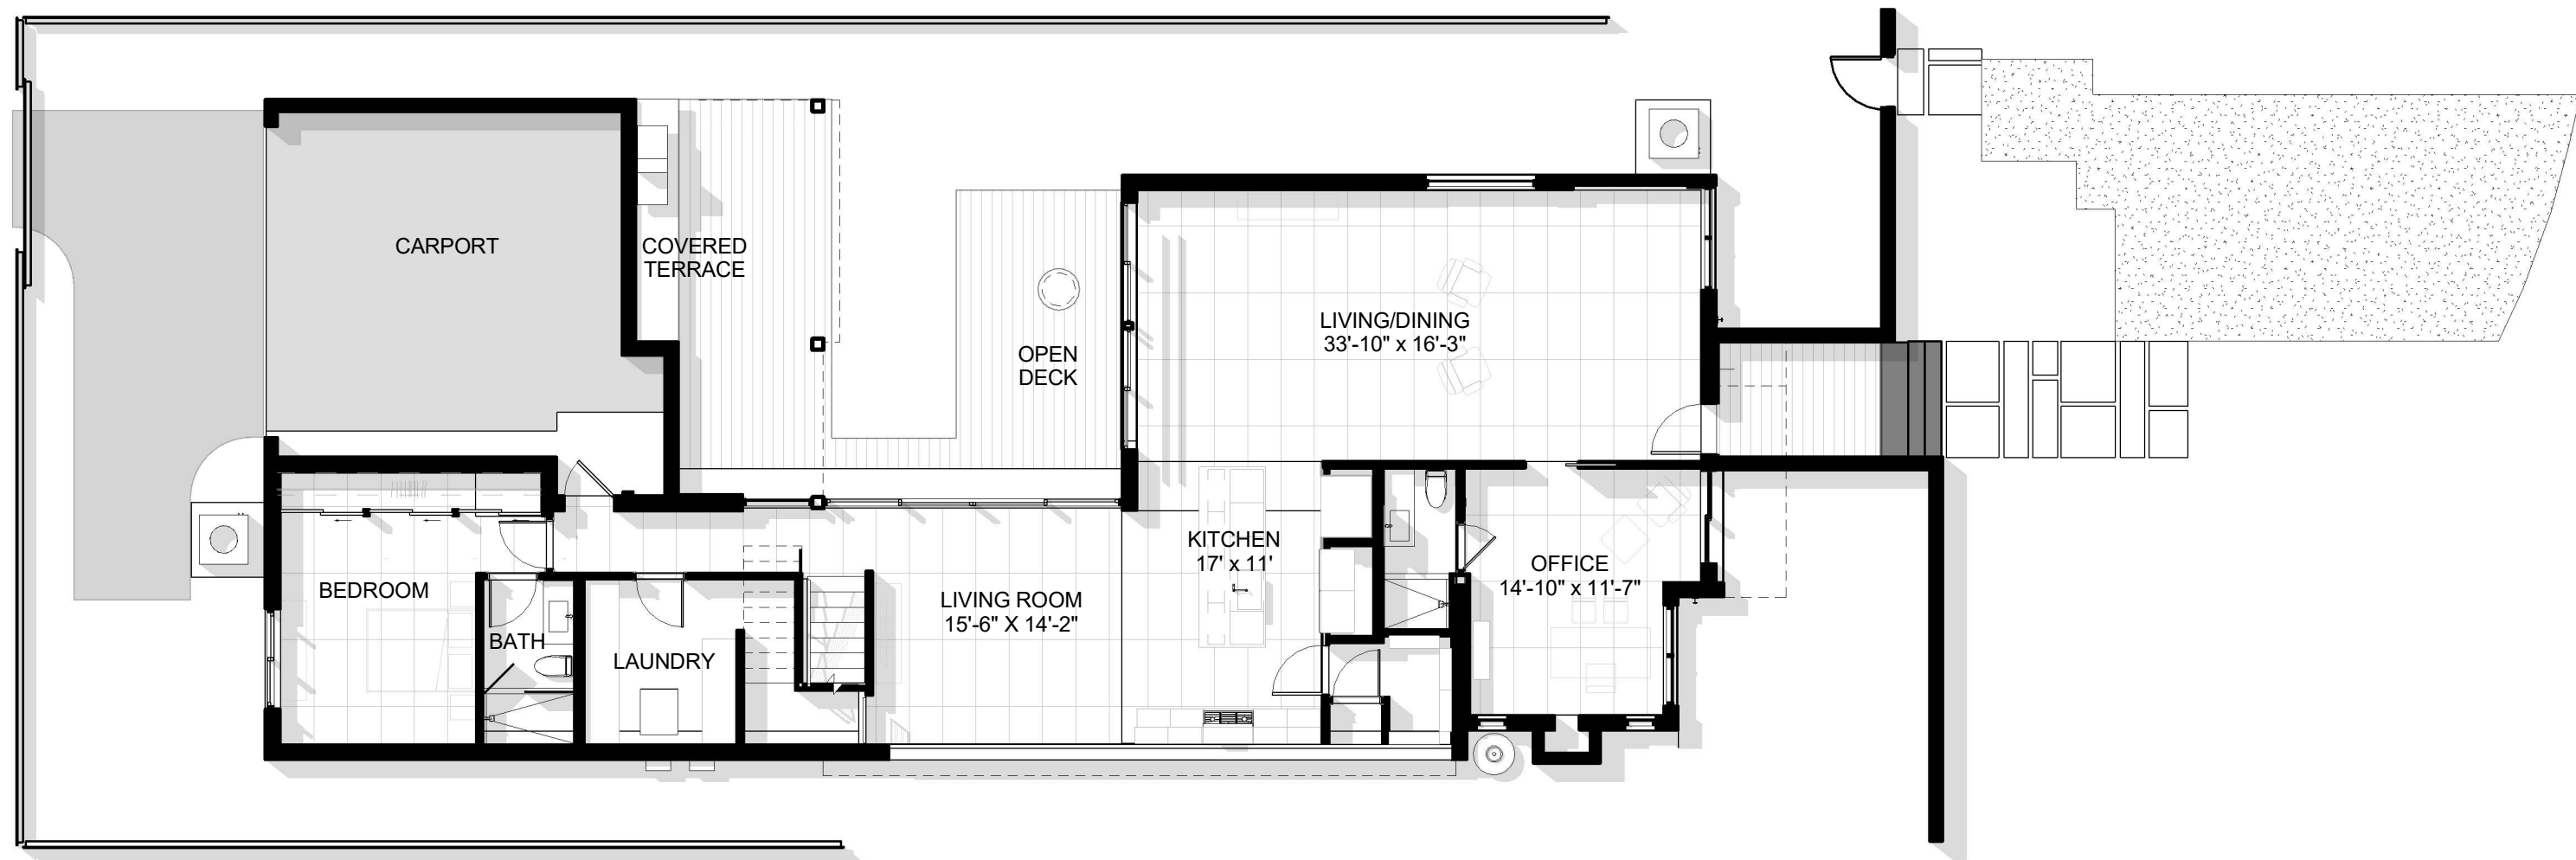 CARPORT
COVERED
TERRACE
OPEN
DECK
LIVING/DINING
33'-10" x 16'-3"
BEDROOM
BATH
LAUNDRY
LIVING ROOM
15'-6" X 14'-2"
KITCHEN
17' x 11'
OFFICE
14'-10" x 11'-7"